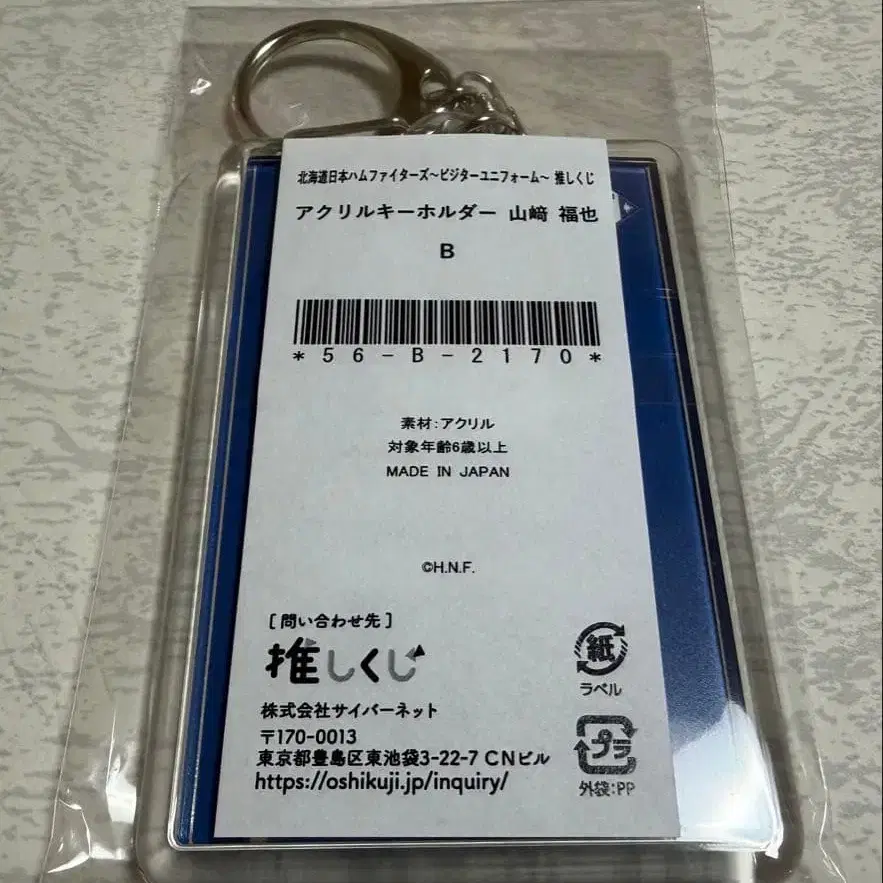 北海道日本ハムファイターズ～ビジターユニフォーム～ 推しくじ
アクリルキーホルダー 山﨑 福也
B
*56-B-2170*
素材:アクリル
対象年齢6歳以上
MADE IN JAPAN
©H.N.F.
[問い合わせ先]
推しくじ
株式会社サイバーネット
〒170-0013
東京都豊島区東池袋3-22-7 CNビル
https://oshikuji.jp/inquiry/
紙
ラベル
プラ
外袋:PP